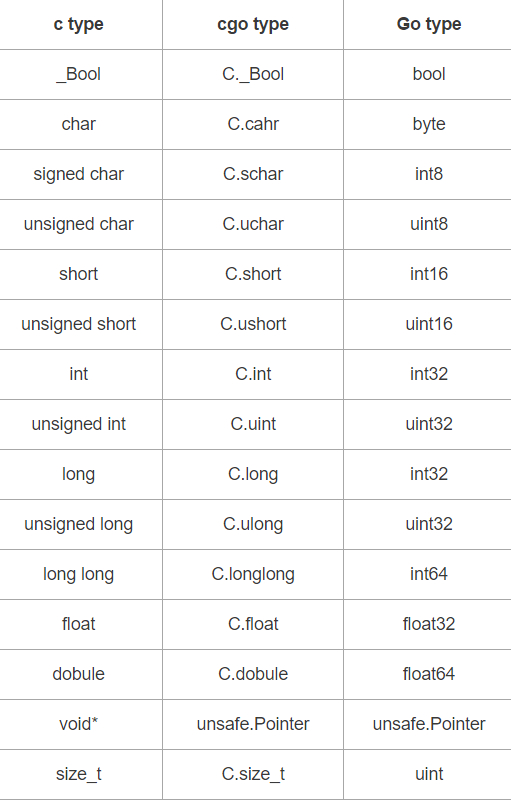 c type cgo type Go type
_Bool C._Bool bool
char C.cahr byte
signed char C.schar int8
unsigned char C.uchar uint8
short C.short int16
unsigned short C.ushort uint16
int C.int int32
unsigned int C.uint uint32
long C.long int32
unsigned long C.ulong uint32
long long C.longlong int64
float C.float float32
dobule C.dobule float64
void* unsafe.Pointer unsafe.Pointer
size_t C.size_t uint